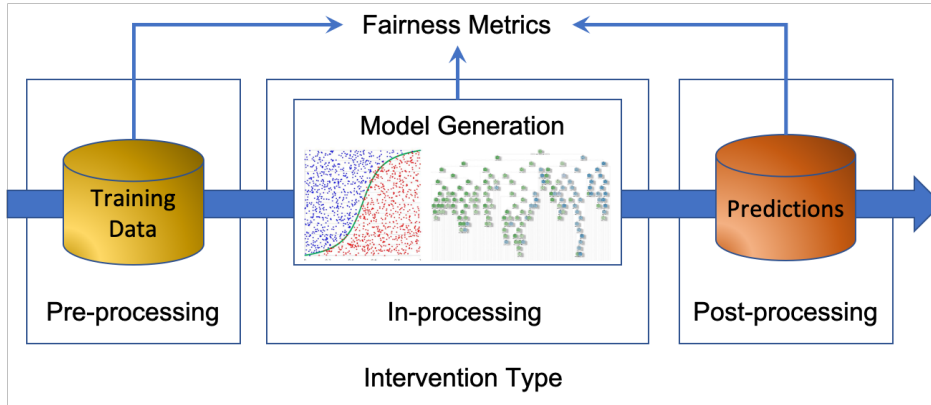 Fairness Metrics
Model Generation
Training
Data
Predictions
Pre-processing
In-processing
Post-processing
Intervention Type